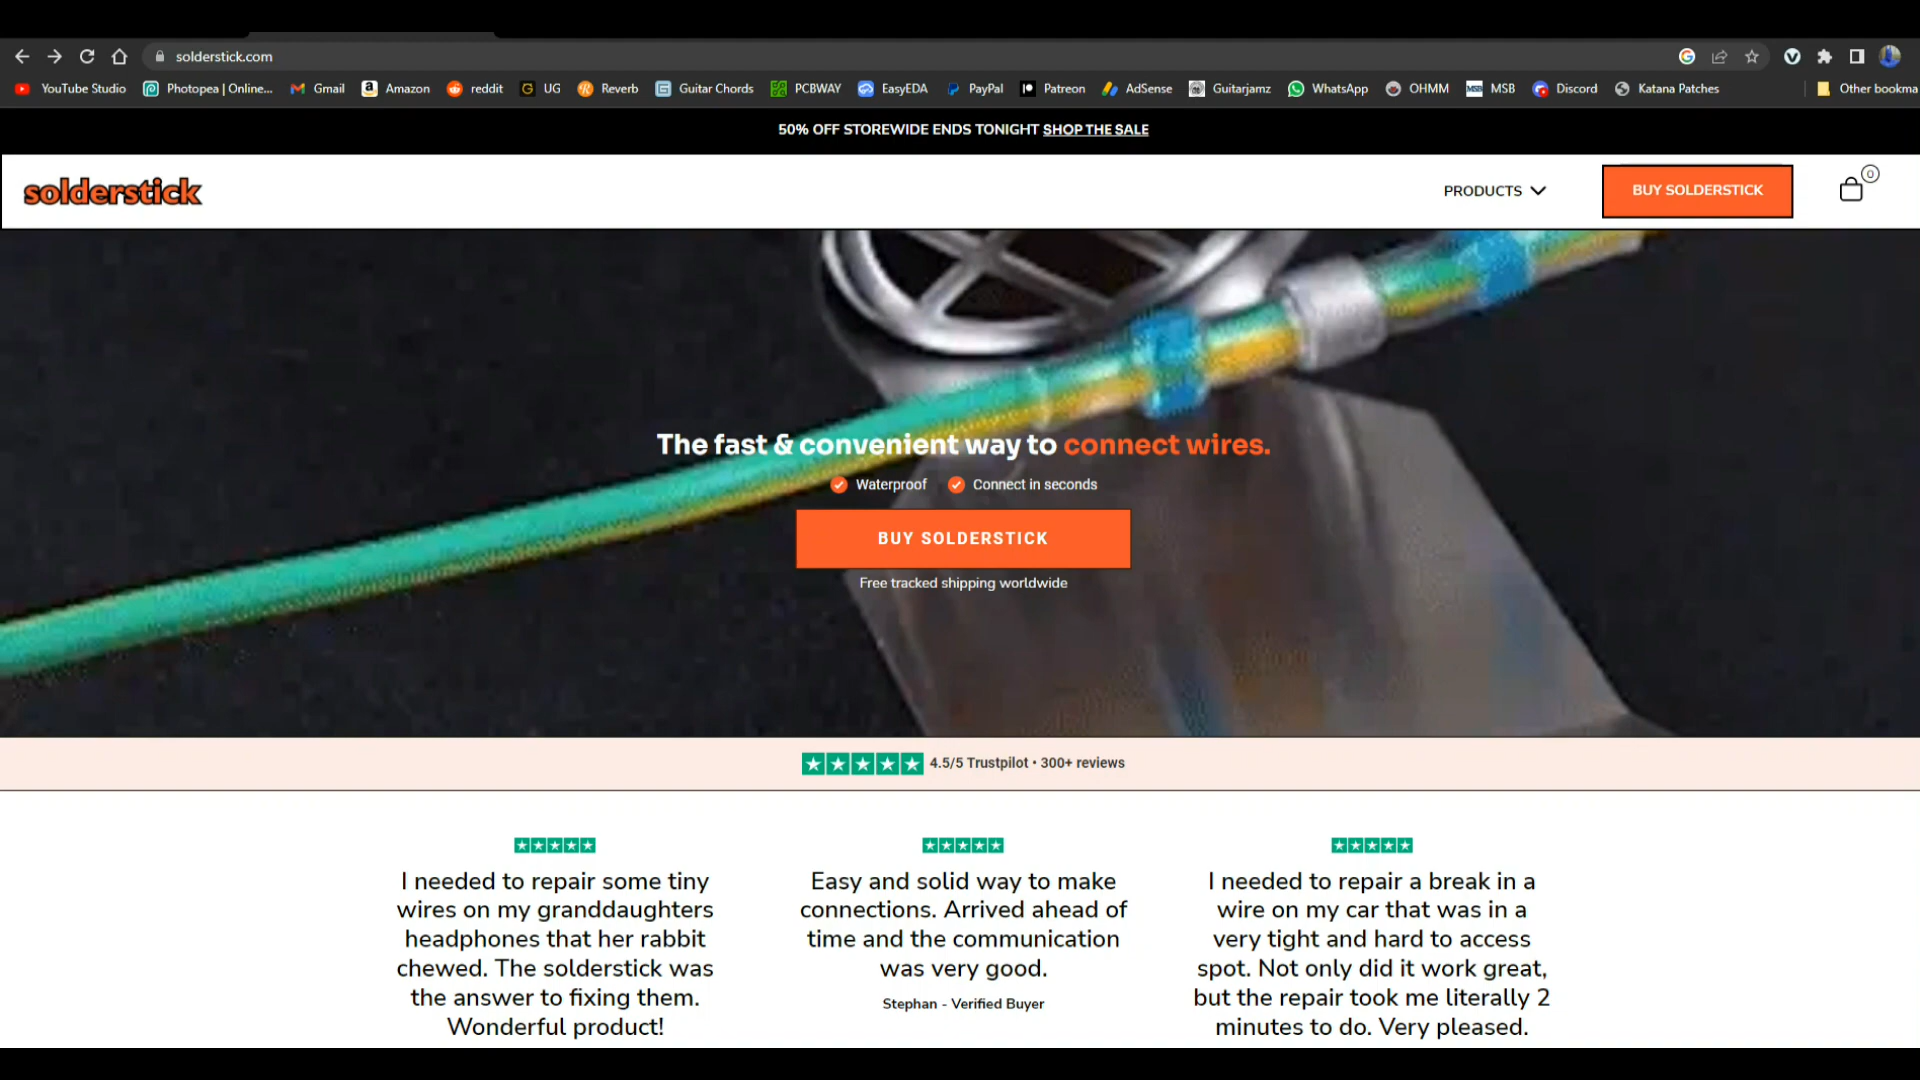 solderstick.com
YouTube Studio
Photopea | Online...
Gmail
Amazon
reddit
UG
Reverb
Guitar Chords
PCBWAY
EasyEDA
PayPal
Patreon
AdSense
Guitarjamz
WhatsApp
OHMM
MSB
Discord
Katana Patches
Other bookma
50% OFF STOREWIDE ENDS TONIGHT SHOP THE SALE
solderstick
PRODUCTS
BUY SOLDERSTICK
0
The fast & convenient way to connect wires.
Waterproof
Connect in seconds
BUY SOLDERSTICK
Free tracked shipping worldwide
4.5/5 Trustpilot • 300+ reviews
I needed to repair some tiny
wires on my granddaughters
headphones that her rabbit
chewed. The solderstick was
the answer to fixing them.
Wonderful product!
Easy and solid way to make
connections. Arrived ahead of
time and the communication
was very good.
Stephan - Verified Buyer
I needed to repair a break in a
wire on my car that was in a
very tight and hard to access
spot. Not only did it work great,
but the repair took me literally 2
minutes to do. Very pleased.